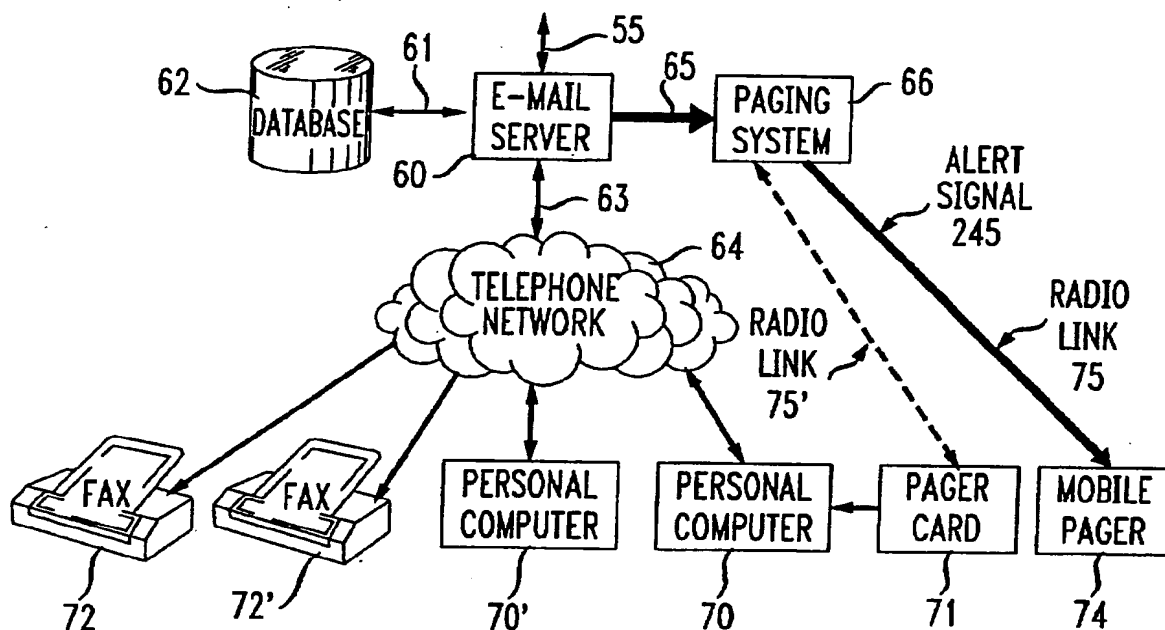 55
61
65
62
DATABASE
E-MAIL
SERVER
PAGING
SYSTEM
66
60
63
ALERT
SIGNAL
245
64
TELEPHONE
NETWORK
RADIO
LINK
75'
RADIO
LINK
75
FAX
FAX
PERSONAL
COMPUTER
PERSONAL
COMPUTER
PAGER
CARD
MOBILE
PAGER
72
72'
70'
70
71
74